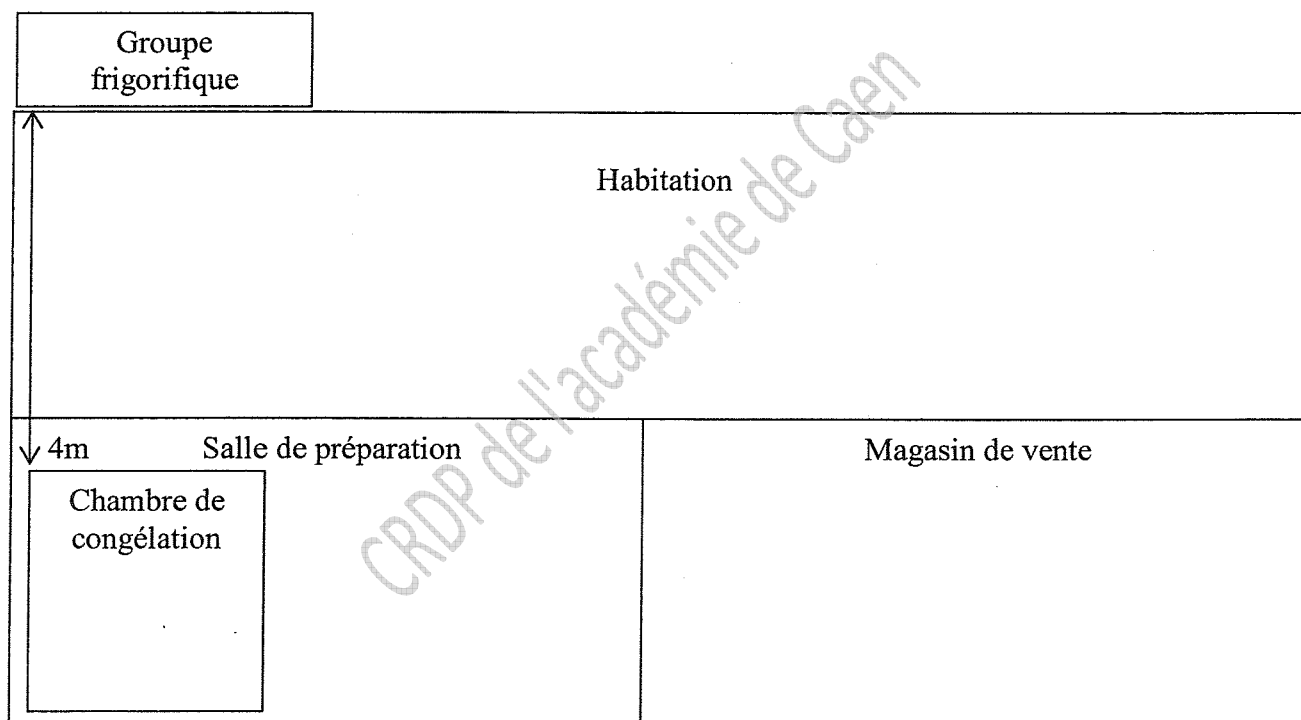 Groupe
frigorifique
Habitation
4m
Salle de préparation
Magasin de vente
Chambre de
congélation
CRDP de l'académie de Caen